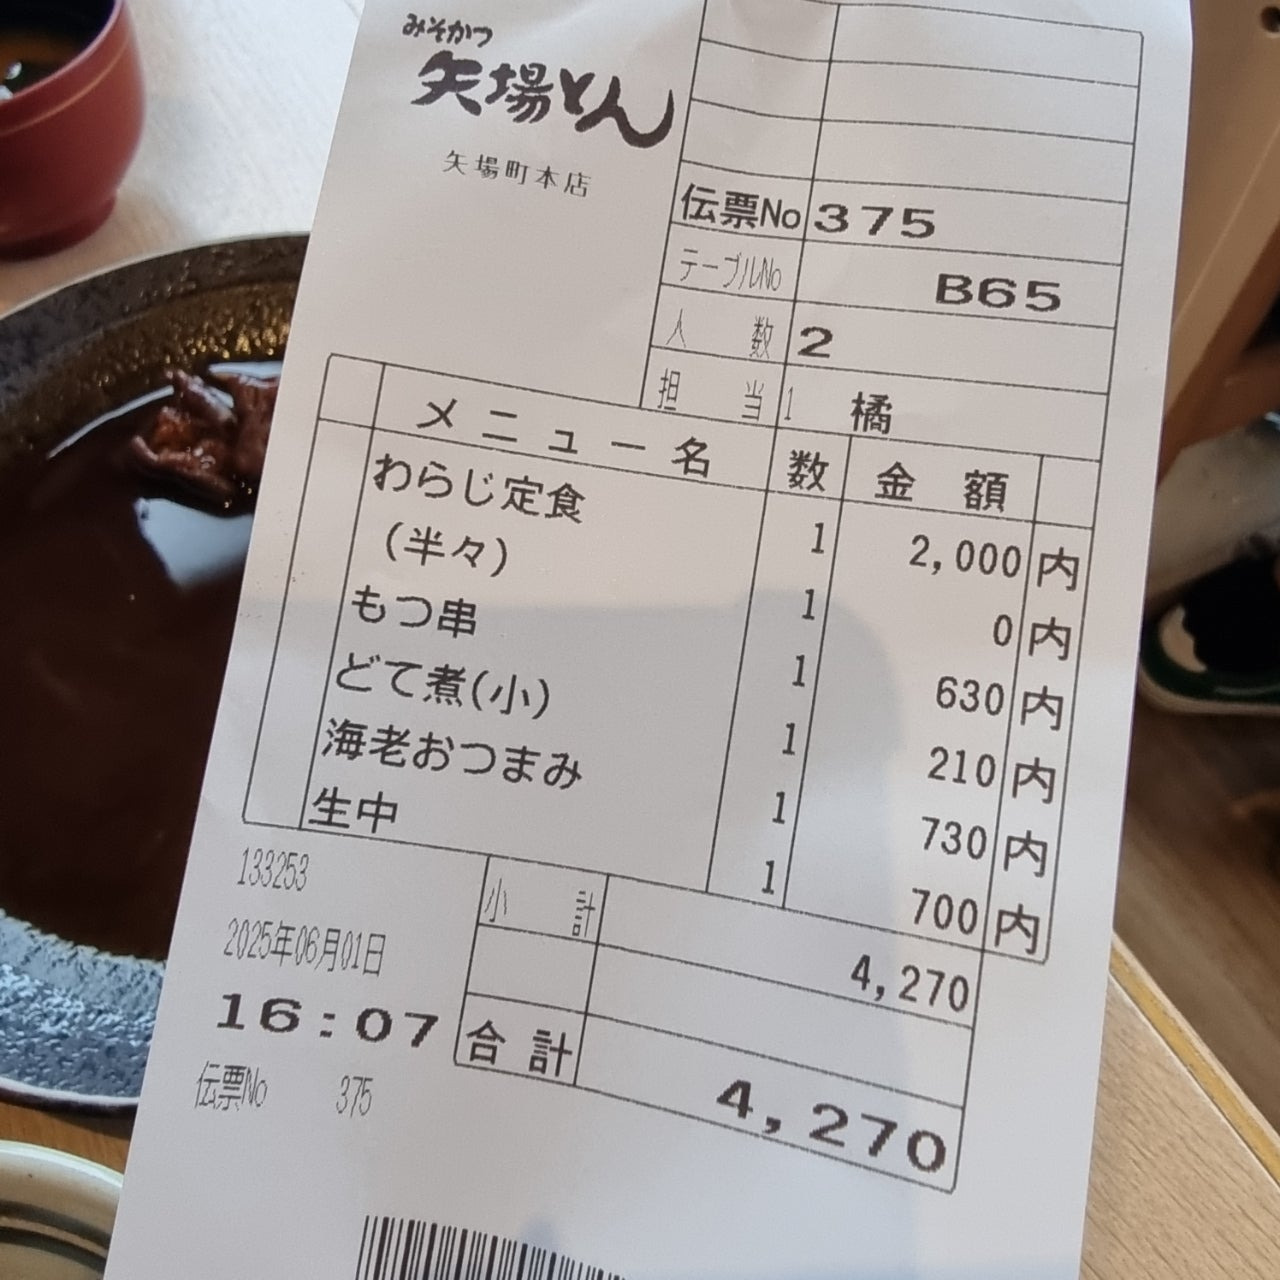 みそかつ
矢場とん
矢場町本店
伝票No 375
テーブルNo B65
人数 2
担当 1 橘
メニュー名 数 金額
わらじ定食 1 2,000 内
(半々) 1 0 内
もつ串 1 630 内
どて煮(小) 1 210 内
海老おつまみ 1 730 内
生中 1 700 内
133253
小計 4,270
2025年06月01日
16:07
合計 4,270
伝票No 375